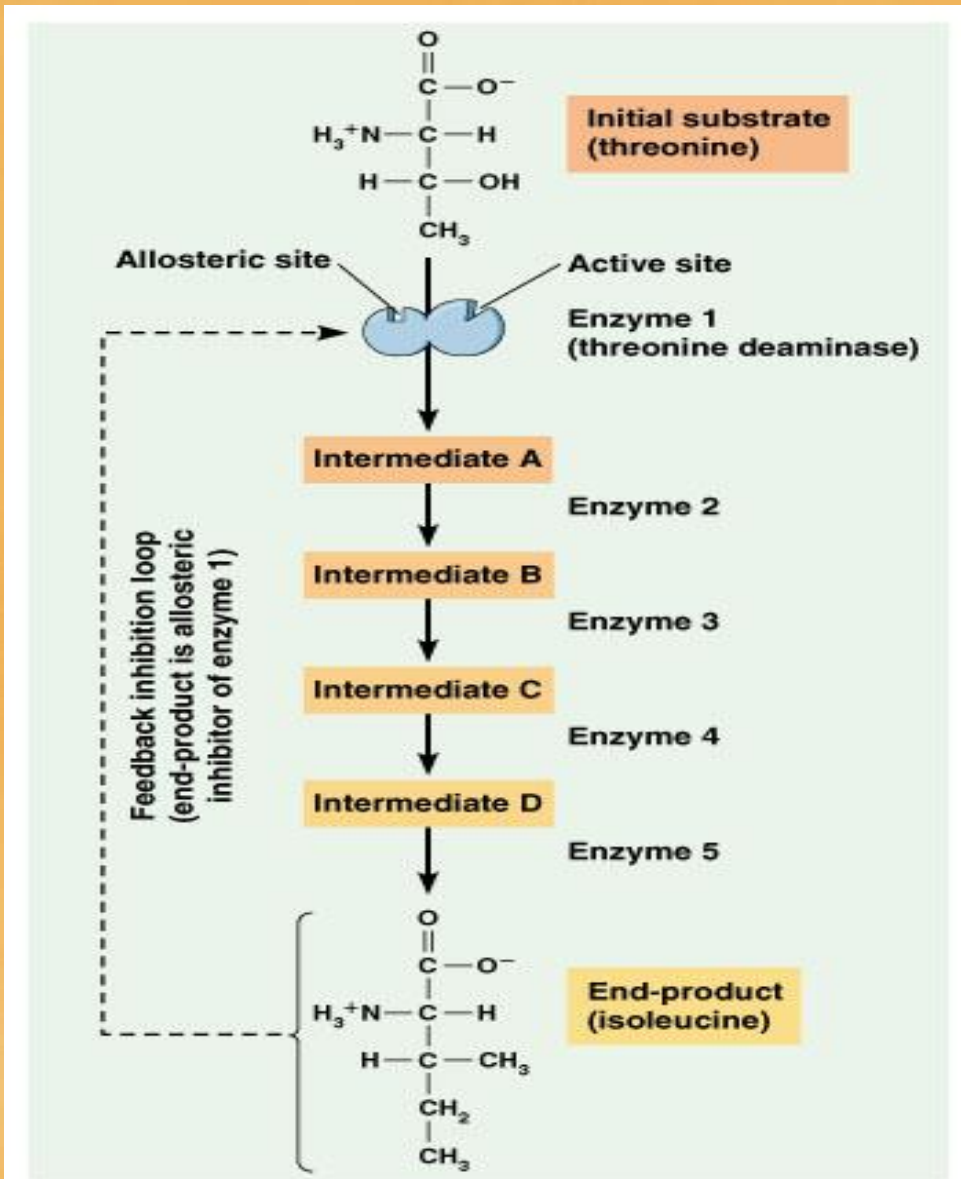 O
C—O⁻
H₃⁺N—C—H
H—C—OH
CH₃
Initial substrate
(threonine)
Allosteric site
Active site
Enzyme 1
(threonine deaminase)
Intermediate A
Enzyme 2
Intermediate B
Enzyme 3
Intermediate C
Enzyme 4
Intermediate D
Enzyme 5
Feedback inhibition loop
(end-product is allosteric
inhibitor of enzyme 1)
O
C—O⁻
H₃⁺N—C—H
H—C—CH₃
CH₂
CH₃
End-product
(isoleucine)